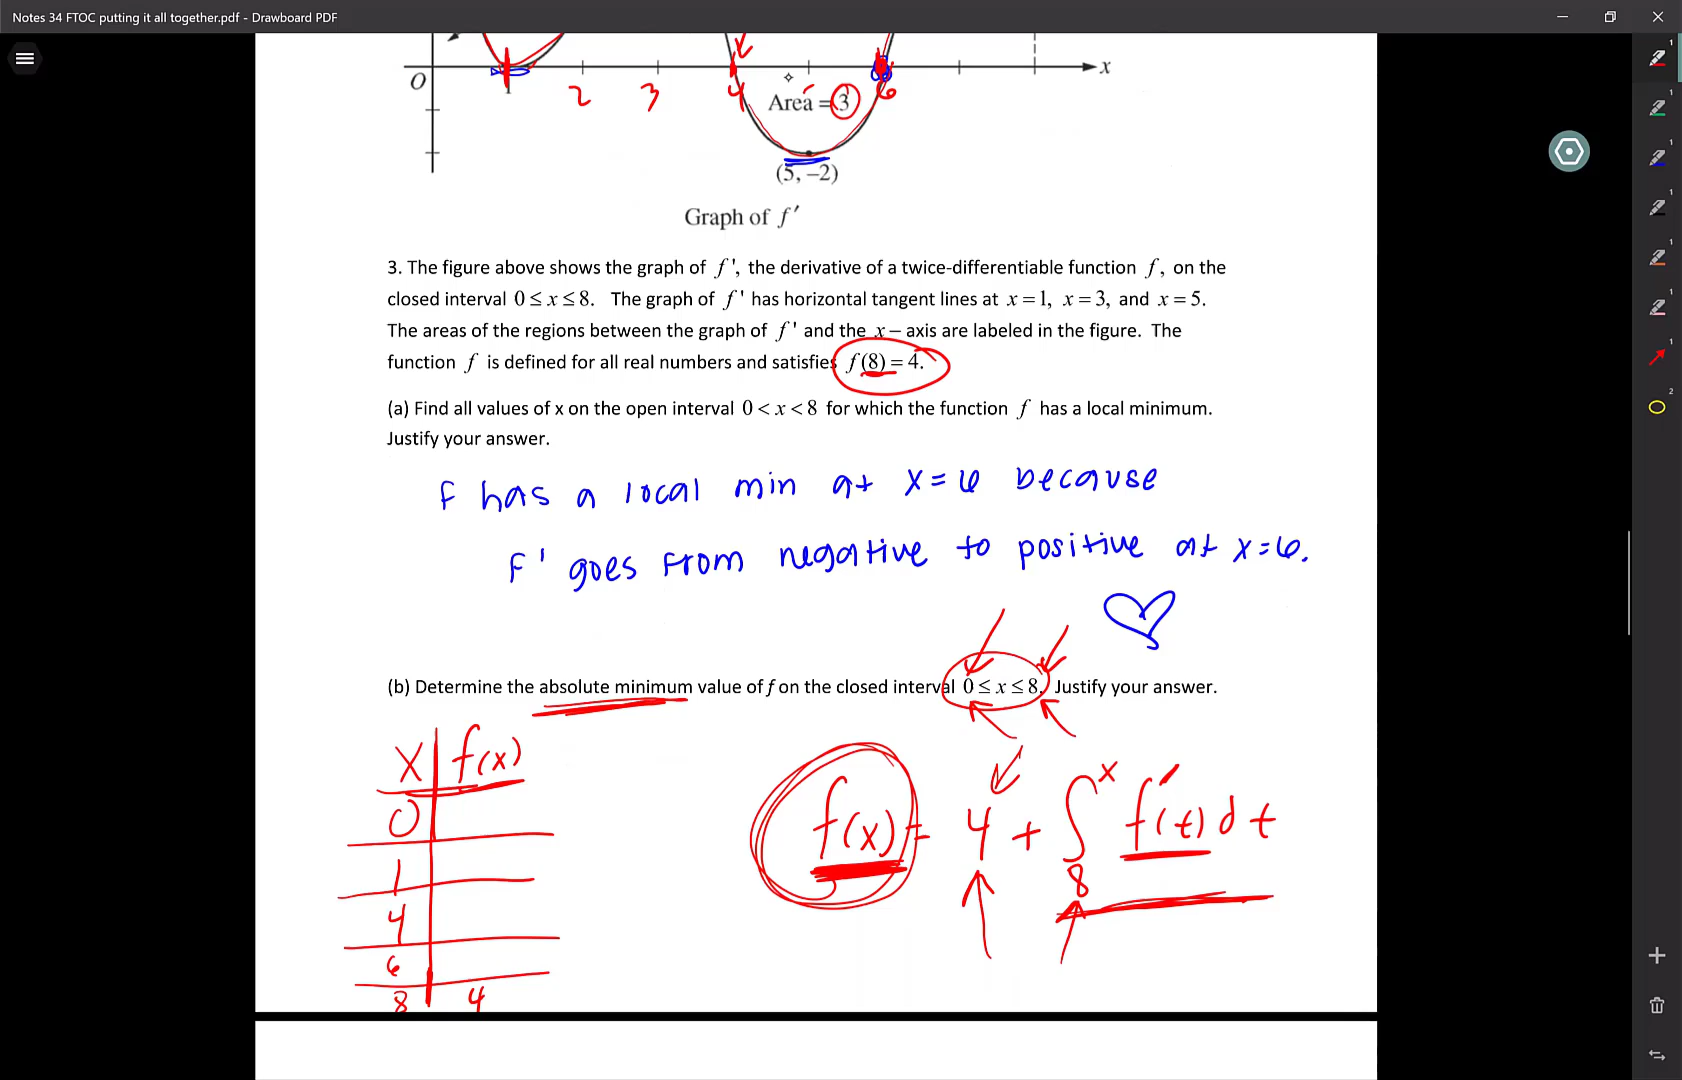 Notes 34 FTOC putting it all together.pdf - Drawboard PDF
O
1
2
3
4
6
x
Area = 3
(5, −2)
Graph of f ′
3. The figure above shows the graph of f ', the derivative of a twice-differentiable function f, on the
closed interval 0 ≤ x ≤ 8. The graph of f ' has horizontal tangent lines at x = 1, x = 3, and x = 5.
The areas of the regions between the graph of f ' and the x − axis are labeled in the figure. The
function f is defined for all real numbers and satisfies f(8) = 4.
(a) Find all values of x on the open interval 0 < x < 8 for which the function f has a local minimum.
Justify your answer.
F has a local min at x = 6 because
F ' goes from negative to positive at x = 6.
(b) Determine the absolute minimum value of f on the closed interval 0 ≤ x ≤ 8. Justify your answer.
x f(x)
0
1
4
6
8 4
f(x) = 4 + ∫₈ˣ f'(t) dt